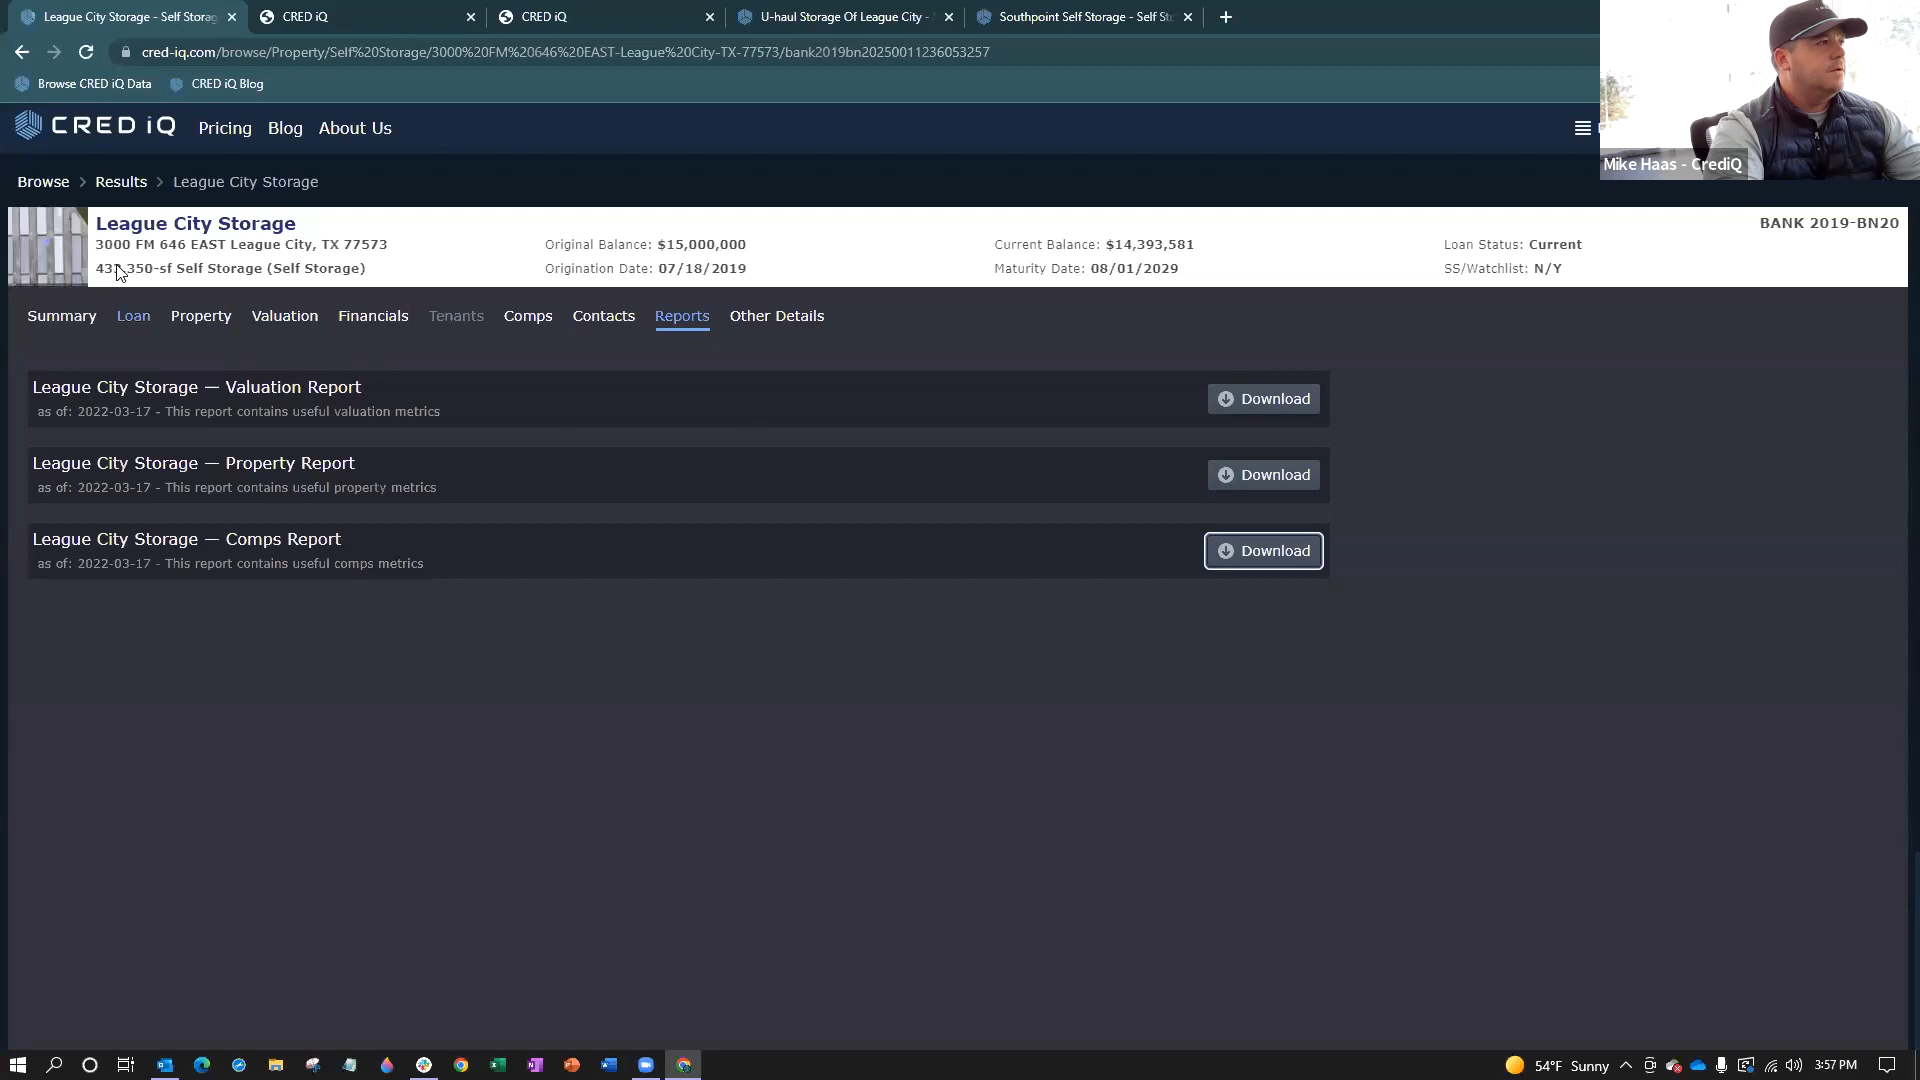 League City Storage - Self Storag
CRED iQ
CRED iQ
U-haul Storage Of League City -
Southpoint Self Storage - Self St
cred-iq.com/browse/Property/Self%20Storage/3000%20FM%20646%20EAST-League%20City-TX-77573/bank2019bn20250011236053257
Browse CRED iQ Data
CRED iQ Blog
CRED iQ
Pricing
Blog
About Us
Mike Haas - CrediQ
Browse > Results > League City Storage
League City Storage
BANK 2019-BN20
3000 FM 646 EAST League City, TX 77573
Original Balance: $15,000,000
Current Balance: $14,393,581
Loan Status: Current
350-sf Self Storage (Self Storage)
Origination Date: 07/18/2019
Maturity Date: 08/01/2029
SS/Watchlist: N/Y
Summary
Loan
Property
Valuation
Financials
Tenants
Comps
Contacts
Reports
Other Details
League City Storage — Valuation Report
as of: 2022-03-17 - This report contains useful valuation metrics
Download
League City Storage — Property Report
as of: 2022-03-17 - This report contains useful property metrics
Download
League City Storage — Comps Report
as of: 2022-03-17 - This report contains useful comps metrics
Download
54°F Sunny
3:57 PM